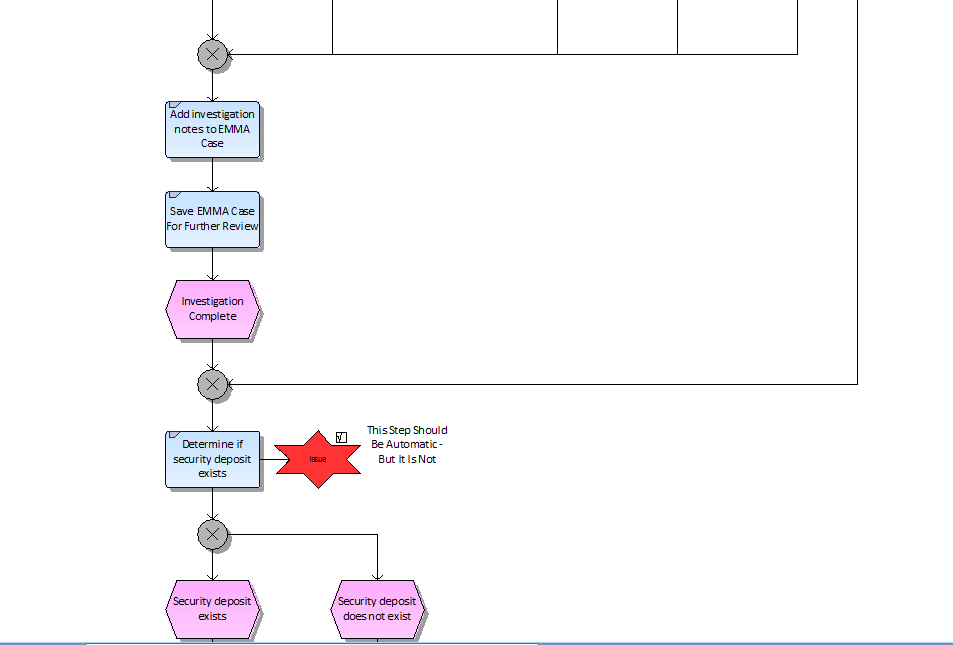 Add investigation
notes to EMMA
Case
Save EMMA Case
For Further Review
Investigation
Complete
Determine if
security deposit
exists
Issue
This Step Should
Be Automatic -
But It Is Not
Security deposit
exists
Security deposit
does not exist